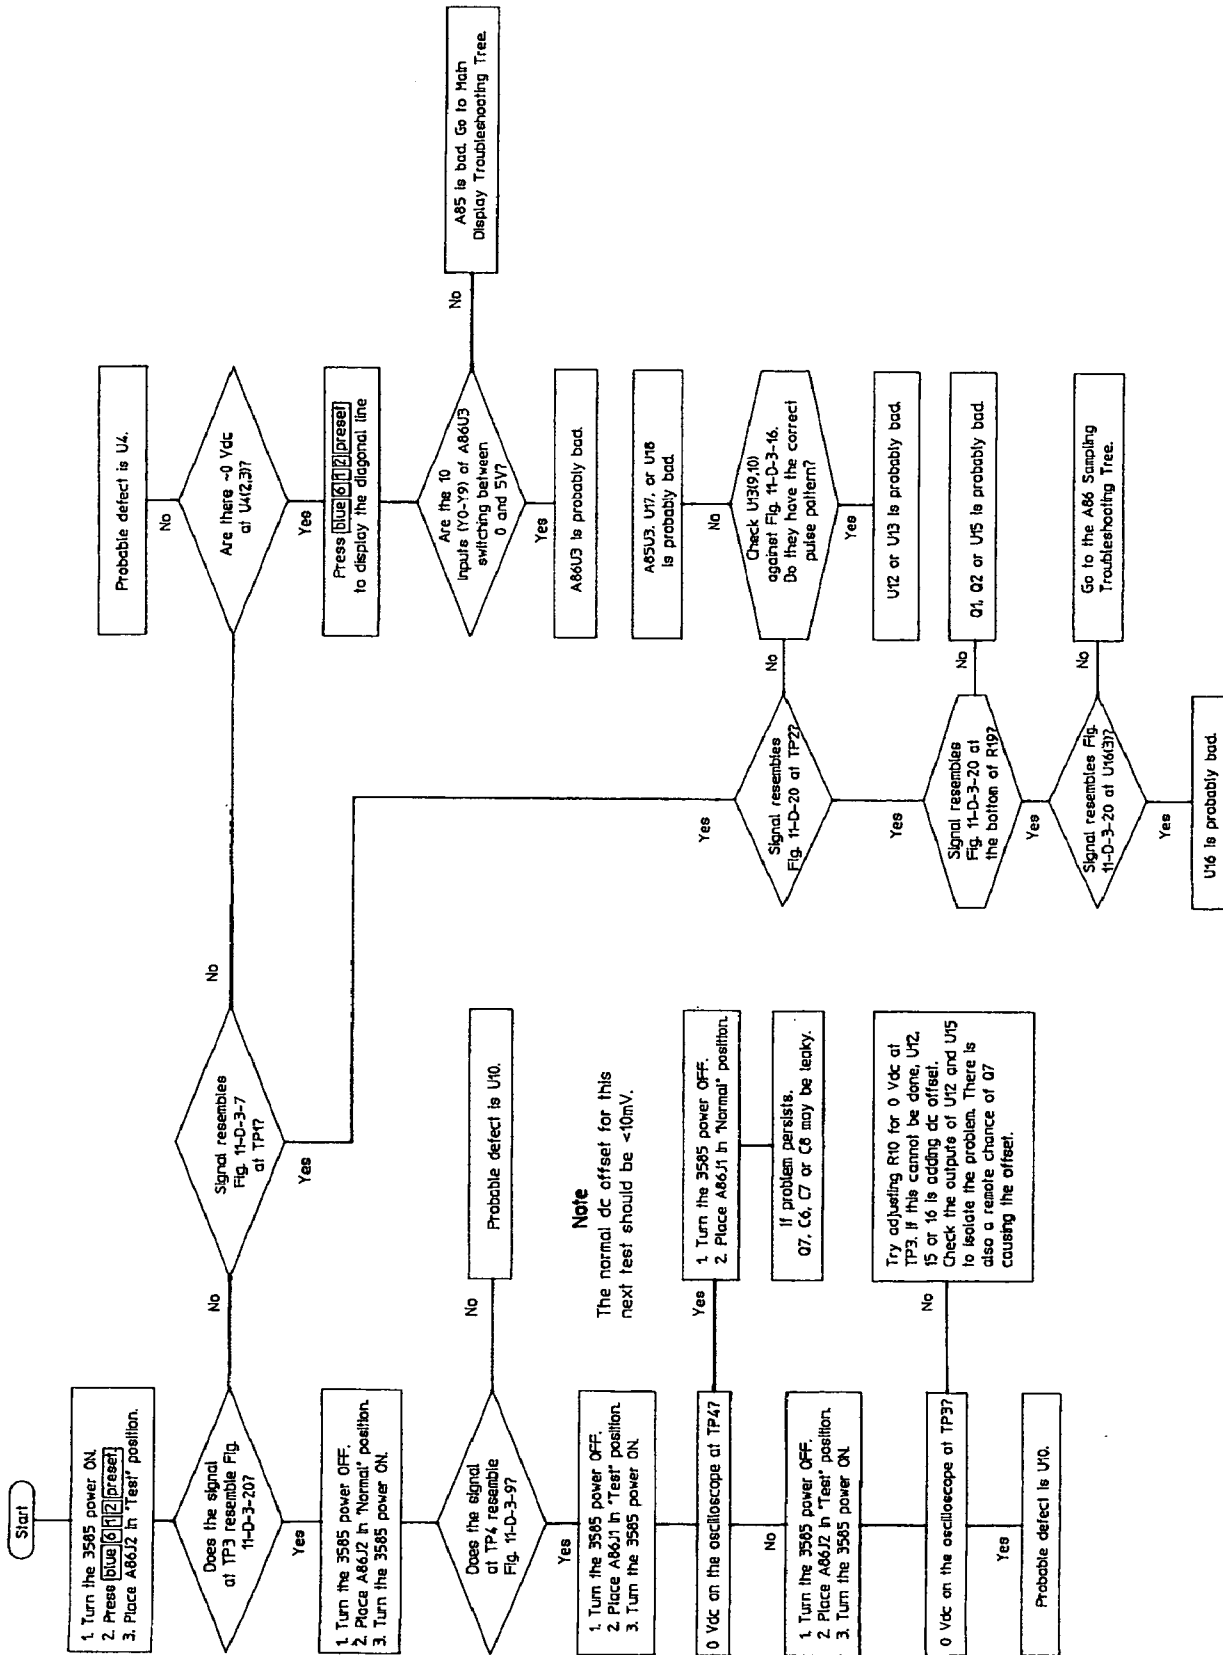 Start
1. Turn the 3585 power ON.
2. Press blue 6 1 2 preset
3. Place A86J2 in "Test" position.
Does the signal
at TP3 resemble Fig.
11-D-3-20?
No
Yes
1. Turn the 3585 power OFF.
2. Place A86J2 in "Normal" position.
3. Turn the 3585 power ON.
Does the signal
at TP4 resemble
Fig. 11-D-3-9?
No
Probable defect is U10.
Yes
Note
The normal dc offset for this
next test should be <10mV.
1. Turn the 3585 power OFF.
2. Place A86J1 in "Test" position.
3. Turn the 3585 power ON.
0 Vdc on the oscilloscope at TP4?
Yes
1. Turn the 3585 power OFF.
2. Place A86J1 in "Normal" position.
If problem persists.
Q7, C6, C7 or C8 may be leaky.
No
1. Turn the 3585 power OFF.
2. Place A86J2 in "Test" position.
3. Turn the 3585 power ON.
0 Vdc on the oscilloscope at TP3?
No
Try adjusting R10 for 0 Vdc at
TP3. If this cannot be done, U12,
15 or 16 is adding dc offset.
Check the outputs of U12 and U15
to isolate the problem. There is
also a remote chance of Q7
causing the offset.
Yes
Probable defect is U10.
Signal resembles
Fig. 11-D-3-7
at TP1?
No
Yes
Probable defect is U4.
No
Are there ~0 Vdc
at U4(2,3)?
Yes
Press blue 6 1 2 preset
to display the diagonal line
Are the 10
inputs (Y0-Y9) of A86U3
switching between
0 and 5V?
No
A85 is bad. Go to Main
Display Troubleshooting Tree.
Yes
A86U3 is probably bad.
Yes
Signal resembles
Fig. 11-D-20 at TP2?
No
A85U3, U17, or U18
is probably bad.
No
Check U13(9,10)
against Fig. 11-D-3-16.
Do they have the correct
pulse pattern?
Yes
U12 or U13 is probably bad.
Yes
Signal resembles
Fig. 11-D-3-20 at
the bottom of R19?
No
Q1, Q2 or U15 is probably bad.
Yes
Signal resembles Fig.
11-D-3-20 at U16(3)?
No
Go to the A86 Sampling
Troubleshooting Tree.
Yes
U16 is probably bad.